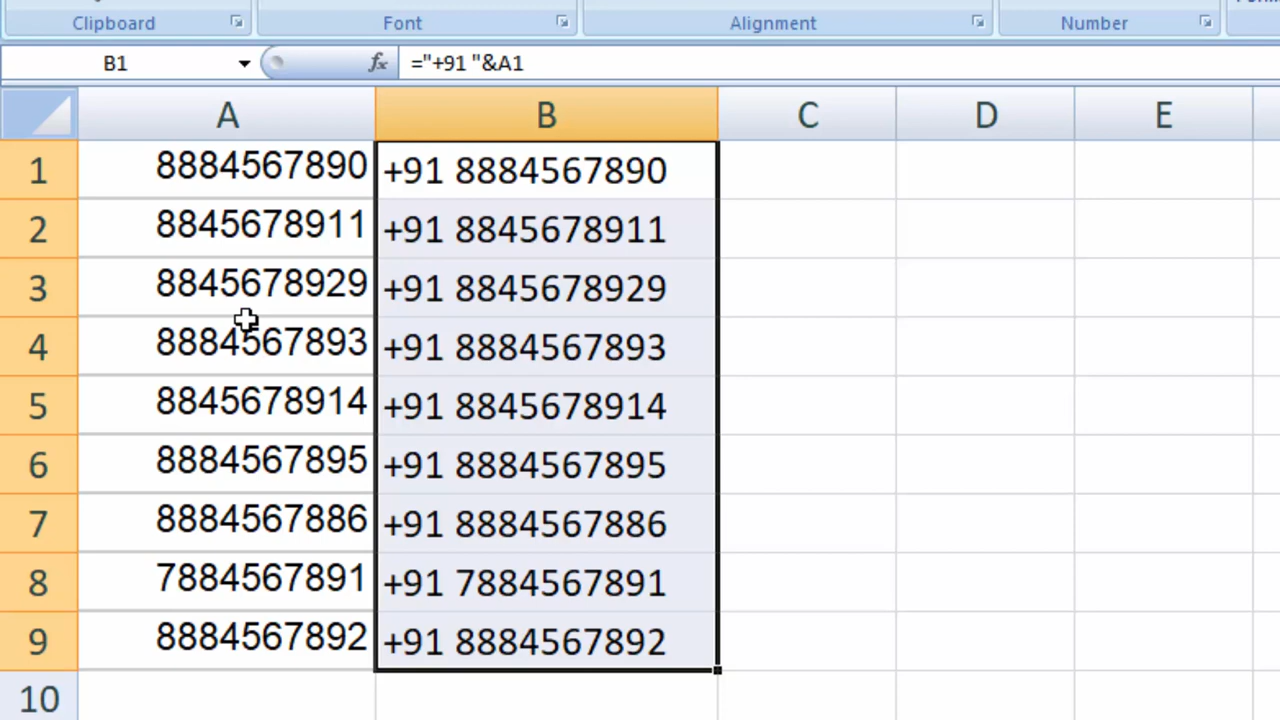 Clipboard Font Alignment Number
B1 fx ="+91 "&A1
A B C D E
1 8884567890 +91 8884567890
2 8845678911 +91 8845678911
3 8845678929 +91 8845678929
4 8884567893 +91 8884567893
5 8845678914 +91 8845678914
6 8884567895 +91 8884567895
7 8884567886 +91 8884567886
8 7884567891 +91 7884567891
9 8884567892 +91 8884567892
10